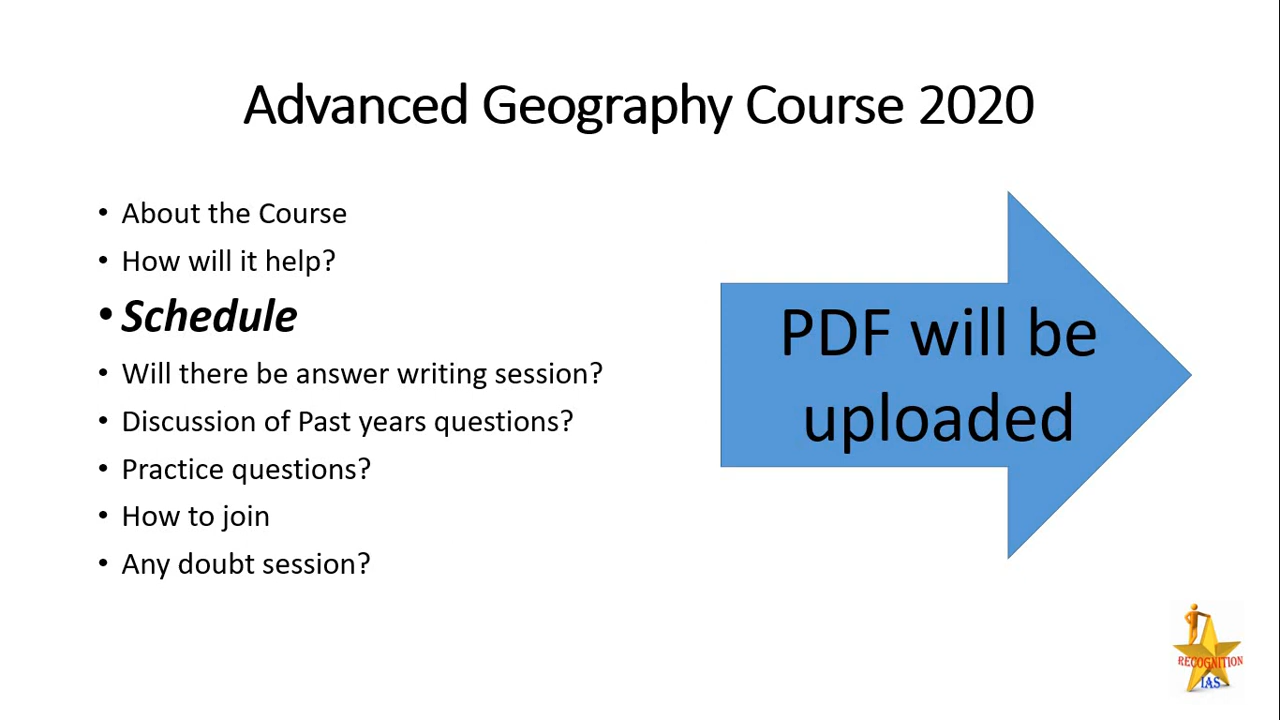 Advanced Geography Course 2020
• About the Course
• How will it help?
• Schedule
• Will there be answer writing session?
• Discussion of Past years questions?
• Practice questions?
• How to join
• Any doubt session?
PDF will be
uploaded
RECOGNITION
IAS